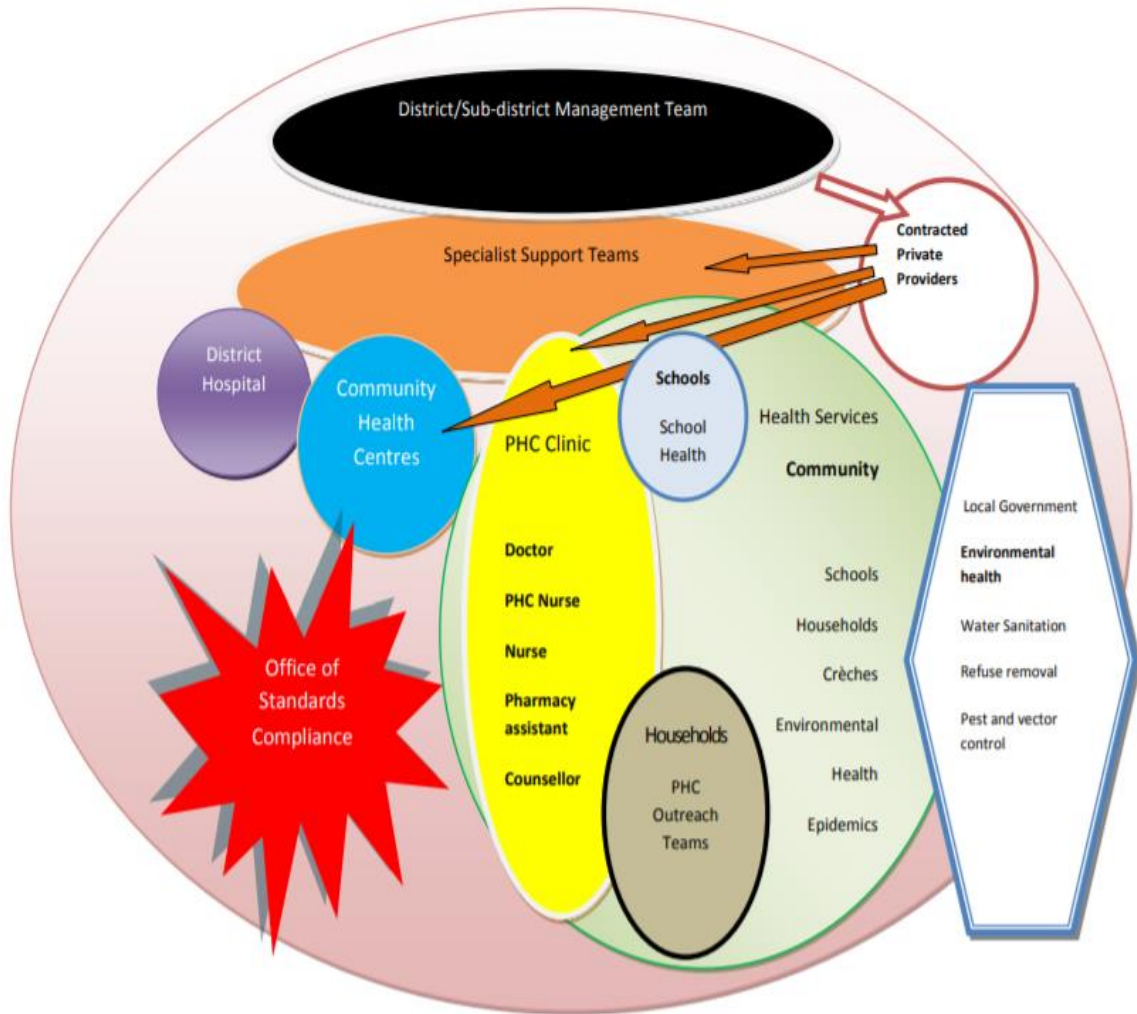 District/Sub-district Management Team
Specialist Support Teams
Contracted
Private
Providers
District
Hospital
Community
Health
Centres
PHC Clinic
Doctor
PHC Nurse
Nurse
Pharmacy
assistant
Counsellor
Schools
School
Health
Health Services
Community
Schools
Households
Crèches
Environmental
Health
Epidemics
Households
PHC
Outreach
Teams
Local Government
Environmental
health
Water Sanitation
Refuse removal
Pest and vector
control
Office of
Standards
Compliance